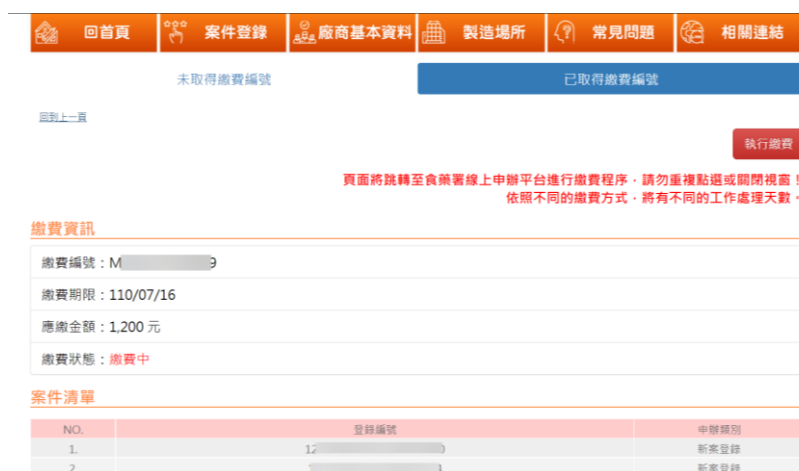 回首頁 案件登錄 廠商基本資料 製造場所 常見問題 相關連結
未取得繳費編號 已取得繳費編號
回到上一頁
執行繳費
頁面將跳轉至食藥署線上申辦平台進行繳費程序，請勿重複點選或關閉視窗！
依照不同的繳費方式，將有不同的工作處理天數。
繳費資訊
繳費編號：M 9
繳費期限：110/07/16
應繳金額：1,200 元
繳費狀態：繳費中
案件清單
NO. 登錄編號 申辦類別
1. 12 新案登錄
2. 新案登錄